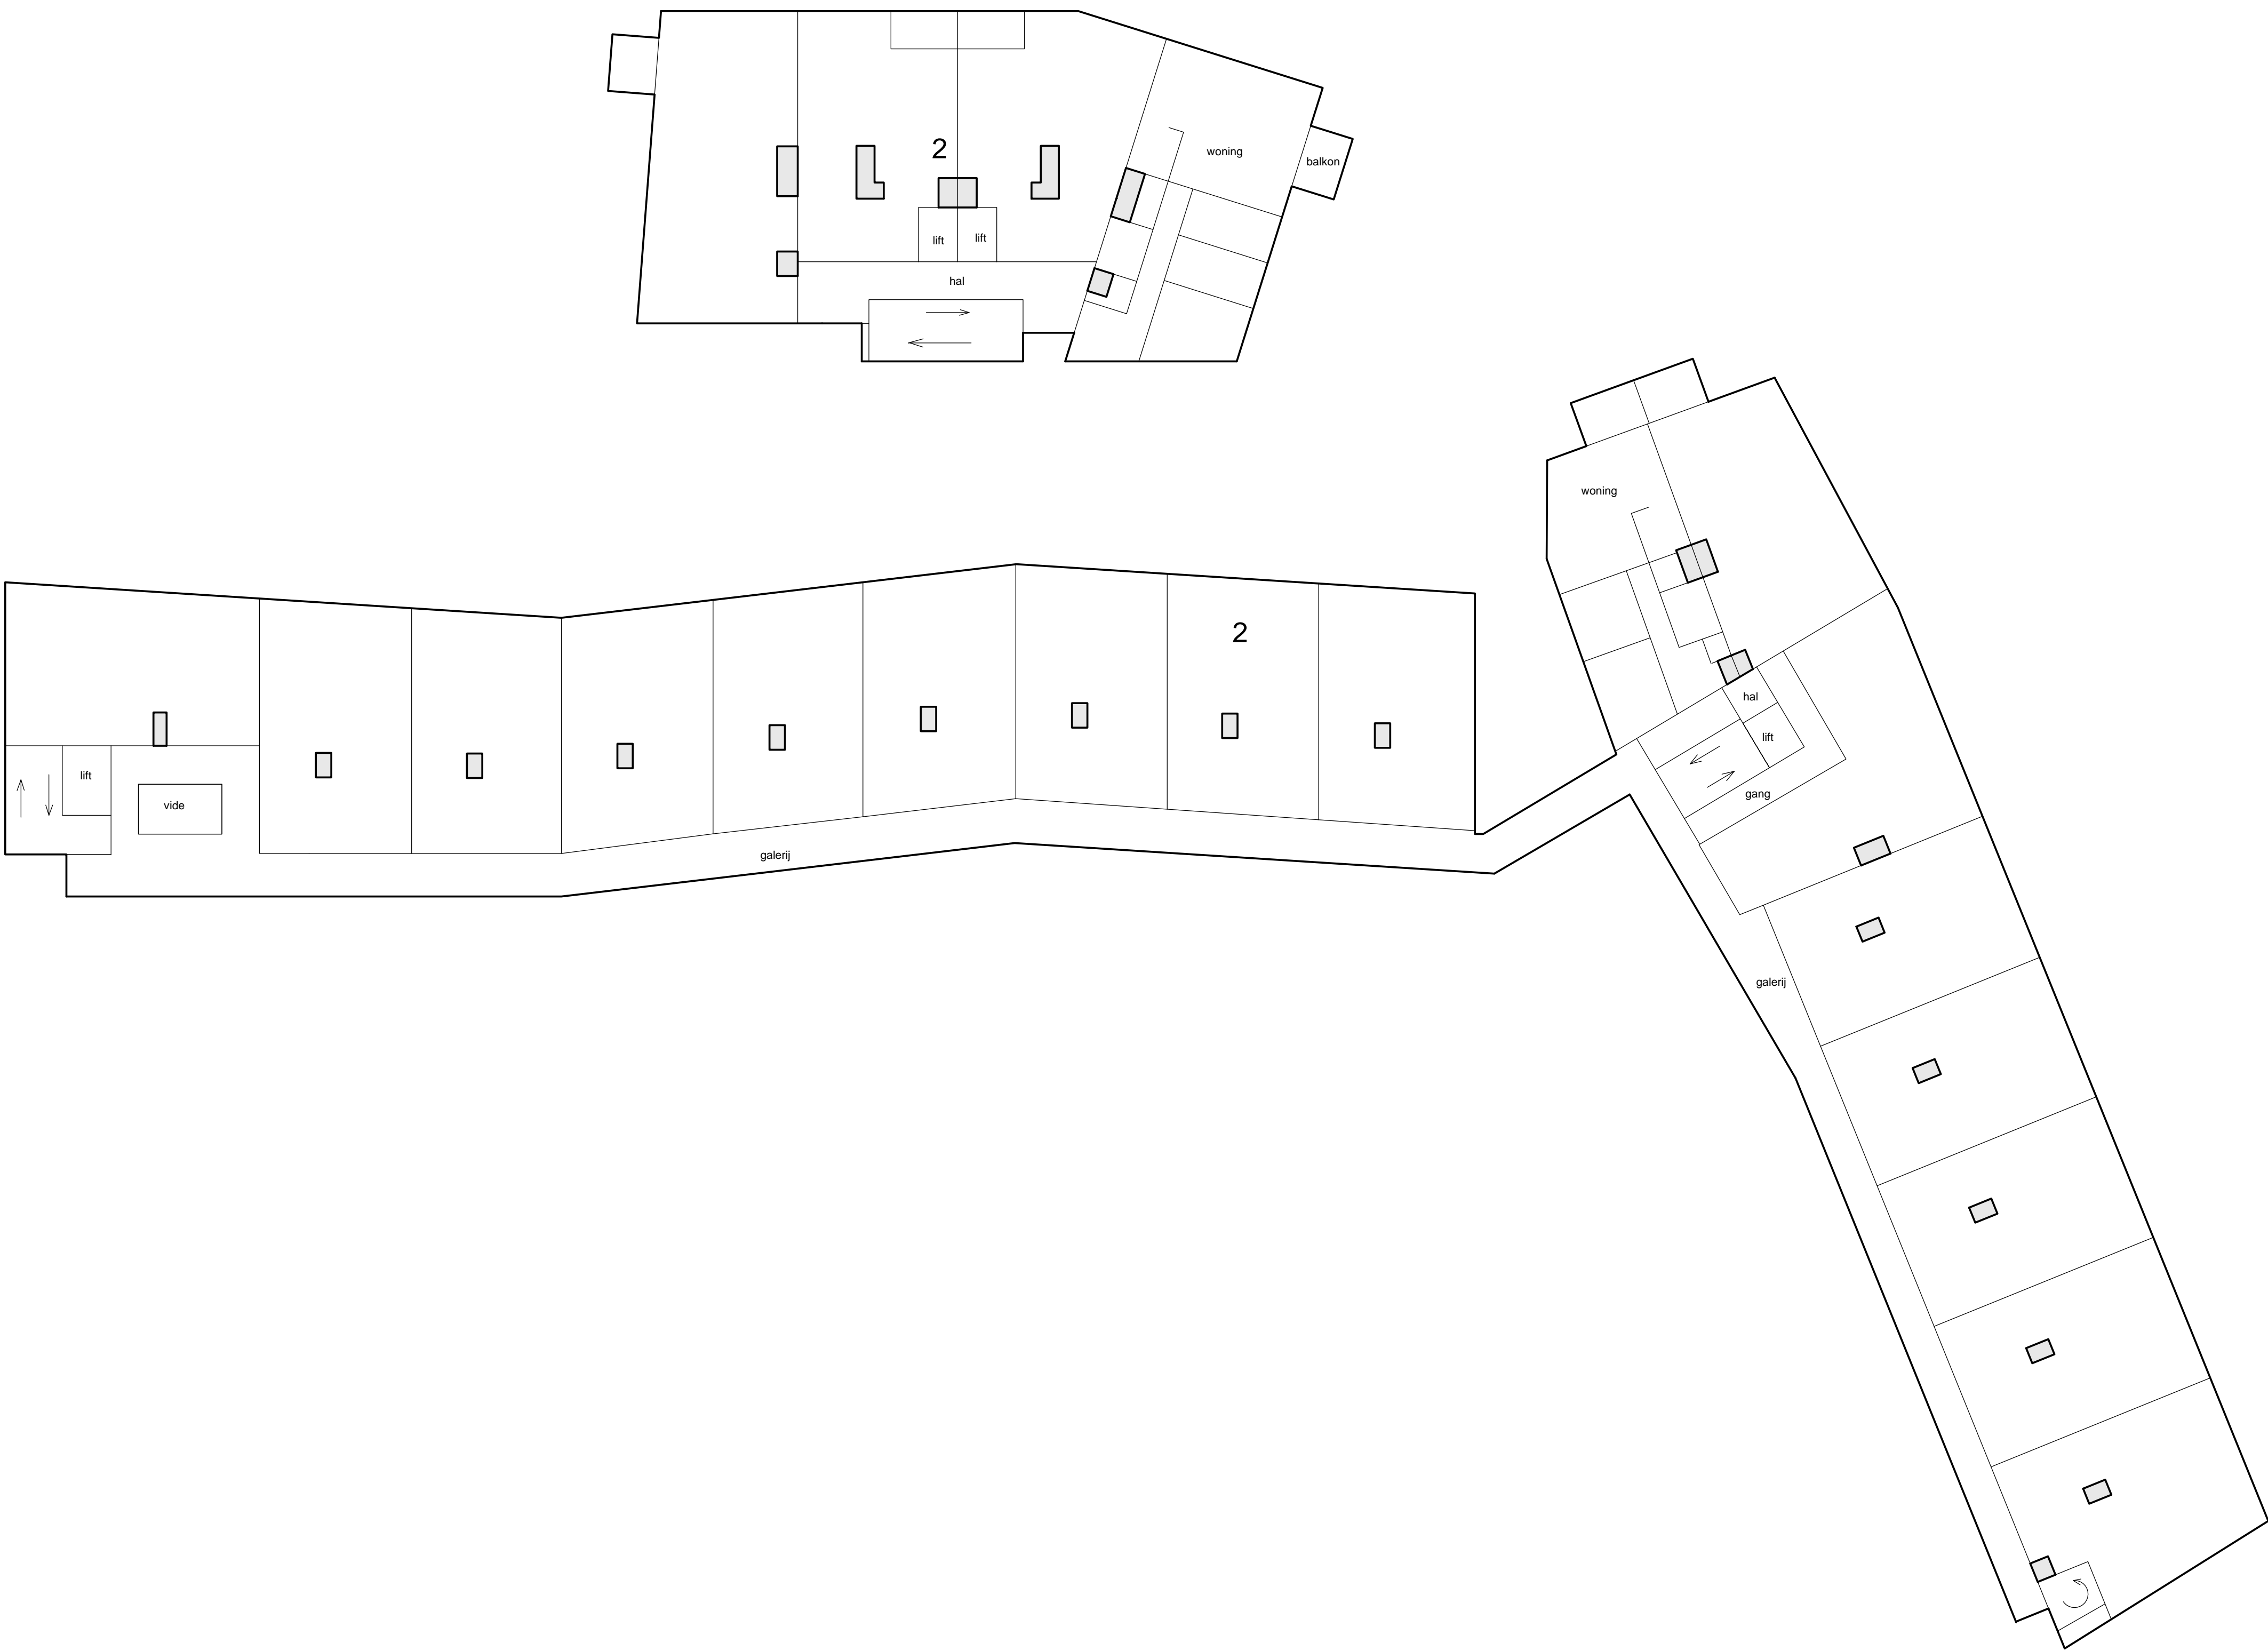 2
woning
balkon
lift
lift
hal
woning
2
hal
lift
lift
vide
gang
galerij
galerij